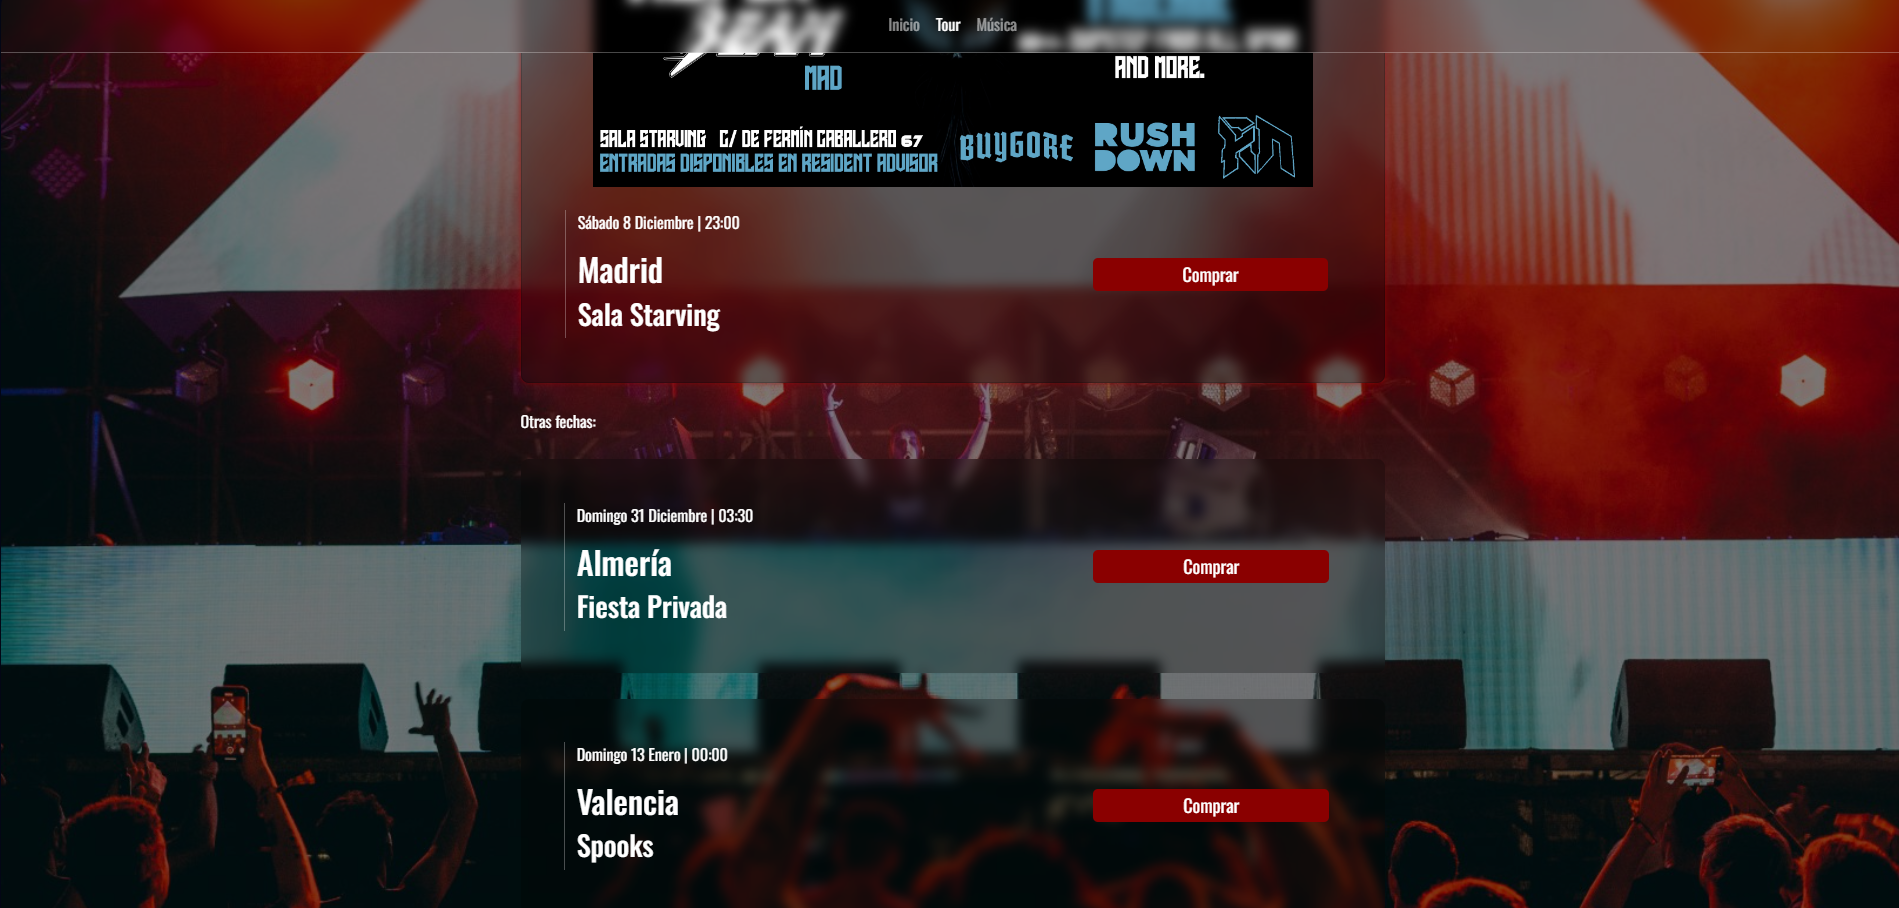 Inicio Tour Música
BEAM
MAD
AND MORE.
SALA STARVING C/ DE FERMÍN CABALLERO 67
ENTRADAS DISPONIBLES EN RESIDENT ADVISOR
BUYGORE
RUSH
DOWN
Sábado 8 Diciembre | 23:00
Madrid
Sala Starving
Comprar
Otras fechas:
Domingo 31 Diciembre | 03:30
Almería
Fiesta Privada
Comprar
Domingo 13 Enero | 00:00
Valencia
Spooks
Comprar